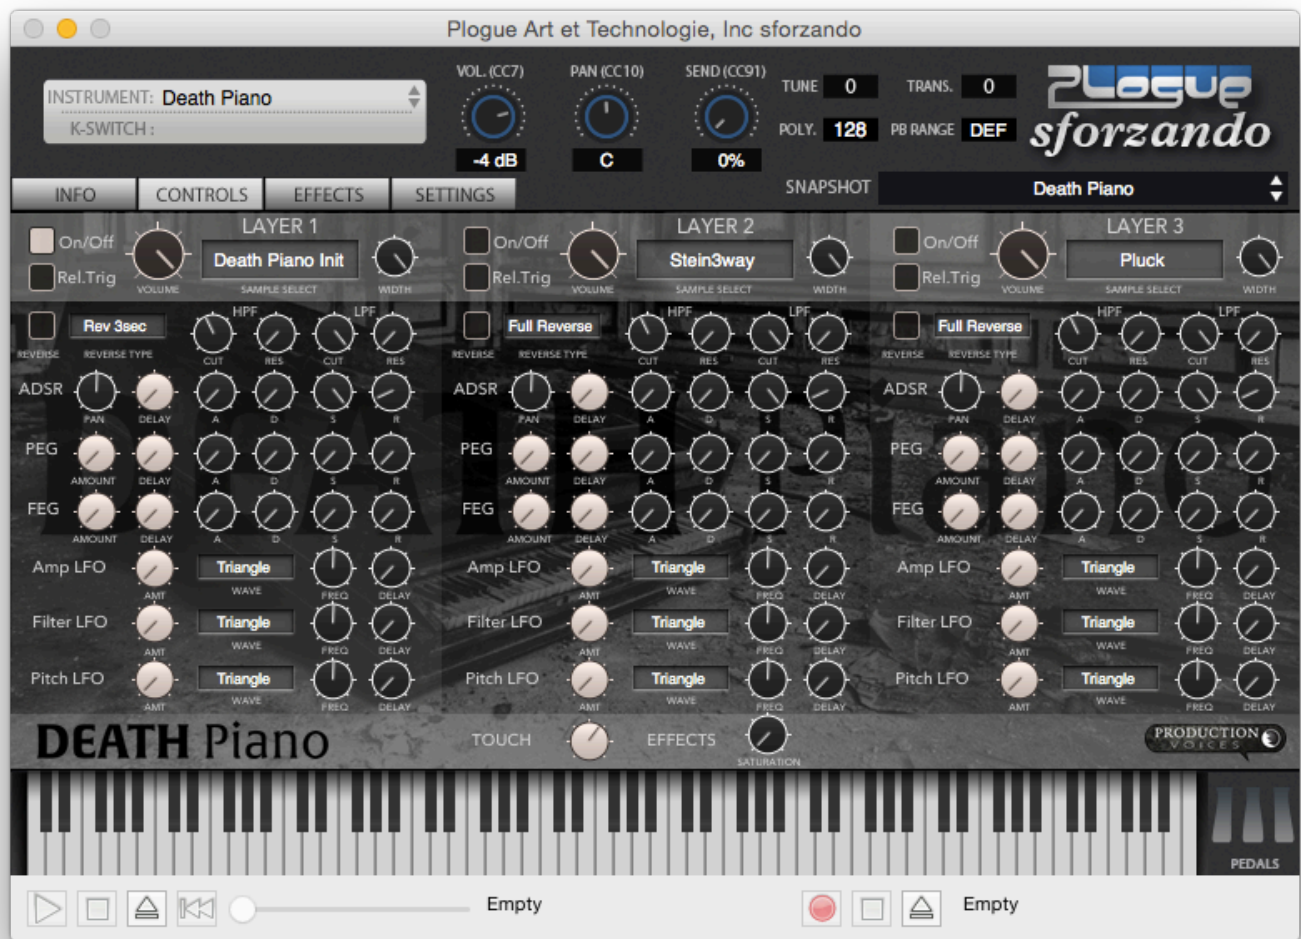 Plogue Art et Technologie, Inc sforzando
INSTRUMENT: Death Piano
K-SWITCH :
VOL. (CC7) PAN (CC10) SEND (CC91)
-4 dB C 0%
TUNE 0 TRANS. 0
POLY. 128 PB RANGE DEF
Plogue
sforzando
INFO CONTROLS EFFECTS SETTINGS
SNAPSHOT Death Piano
LAYER 1 LAYER 2 LAYER 3
On/Off Death Piano Init On/Off Stein3way On/Off Pluck
Rel.Trig VOLUME SAMPLE SELECT WIDTH Rel.Trig VOLUME SAMPLE SELECT WIDTH Rel.Trig VOLUME SAMPLE SELECT WIDTH
HPF LPF HPF LPF HPF LPF
Rev 3sec Full Reverse Full Reverse
REVERSE REVERSE TYPE CUT RES CUT RES REVERSE REVERSE TYPE CUT RES CUT RES REVERSE REVERSE TYPE CUT RES CUT RES
ADSR ADSR ADSR
PAN DELAY A D S R PAN DELAY A D S R PAN DELAY A D S R
PEG PEG PEG
AMOUNT DELAY A D S R AMOUNT DELAY A D S R AMOUNT DELAY A D S R
DEATH Piano
FEG FEG FEG
AMOUNT DELAY A D S R AMOUNT DELAY A D S R AMOUNT DELAY A D S R
Amp LFO Triangle Amp LFO Triangle Amp LFO Triangle
AMT WAVE FREQ DELAY AMT WAVE FREQ DELAY AMT WAVE FREQ DELAY
Filter LFO Triangle Filter LFO Triangle Filter LFO Triangle
AMT WAVE FREQ DELAY AMT WAVE FREQ DELAY AMT WAVE FREQ DELAY
Pitch LFO Triangle Pitch LFO Triangle Pitch LFO Triangle
AMT WAVE FREQ DELAY AMT WAVE FREQ DELAY AMT WAVE FREQ DELAY
DEATH Piano TOUCH EFFECTS SATURATION
PRODUCTION
VOICES
PEDALS
Empty Empty